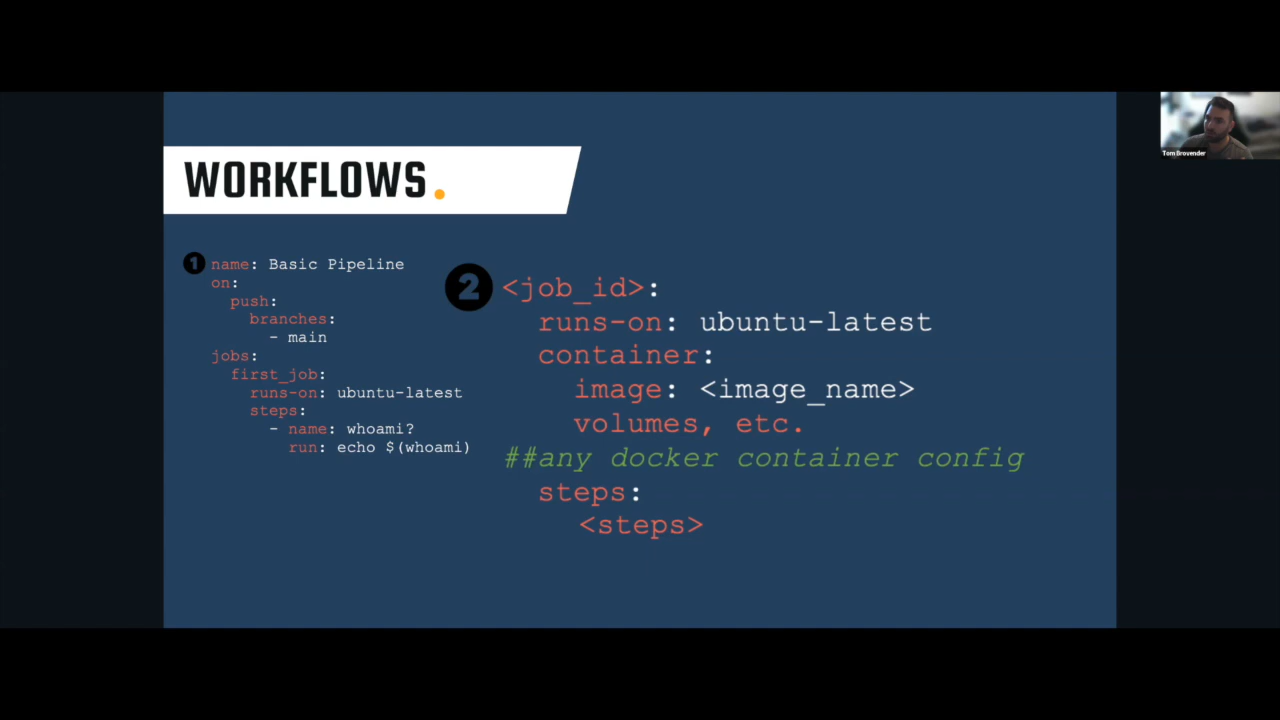 WORKFLOWS.
1 name: Basic Pipeline
on:
push:
branches:
- main
jobs:
first_job:
runs-on: ubuntu-latest
steps:
- name: whoami?
run: echo $(whoami)
2 <job_id>:
runs-on: ubuntu-latest
container:
image: <image_name>
volumes, etc.
##any docker container config
steps:
<steps>
Tom Brovender